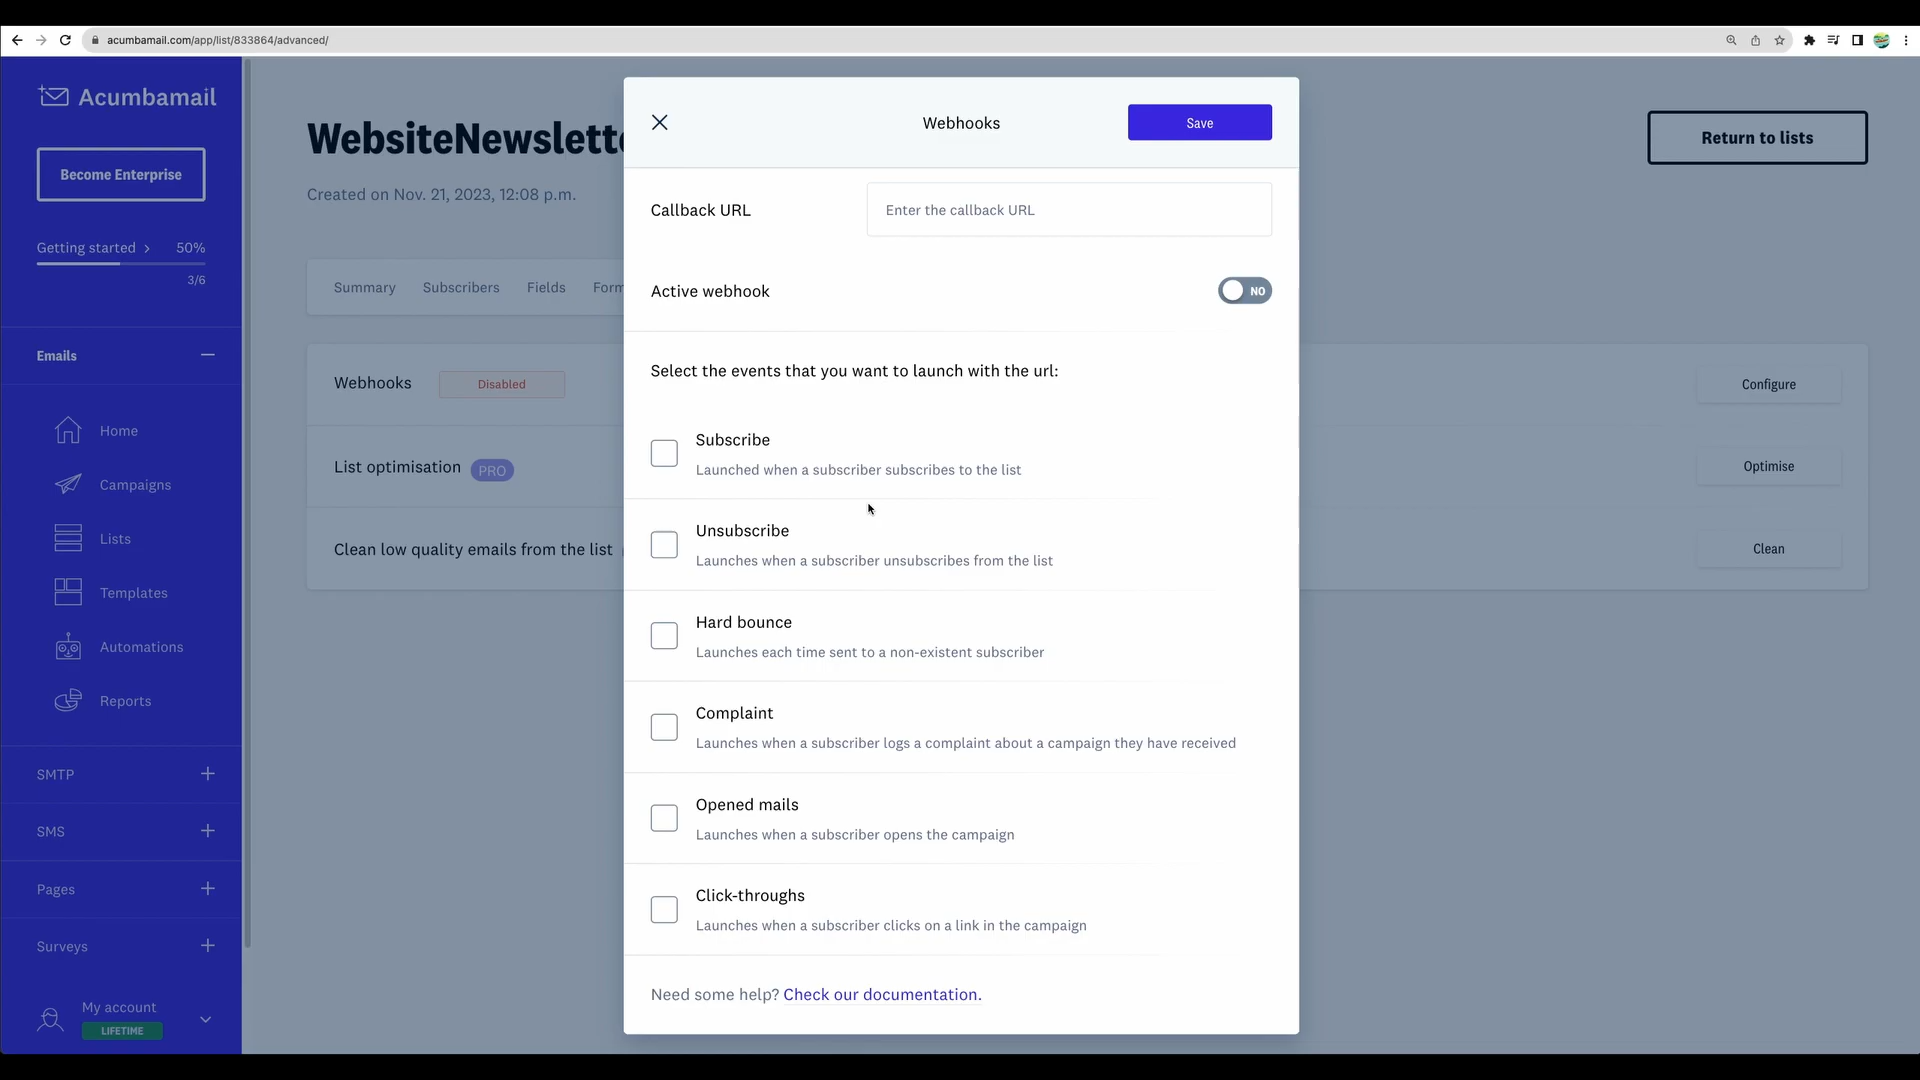 acumbamail.com/app/list/833864/advanced/
Acumbamail
Become Enterprise
Getting started > 50%
3/6
Emails
Home
Campaigns
Lists
Templates
Automations
Reports
SMTP
SMS
Pages
Surveys
My account
LIFETIME
WebsiteNewslett
Created on Nov. 21, 2023, 12:08 p.m.
Return to lists
Summary Subscribers Fields Form
Webhooks Disabled Configure
List optimisation PRO Optimise
Clean low quality emails from the list Clean
Webhooks
Save
Callback URL Enter the callback URL
Active webhook NO
Select the events that you want to launch with the url:
Subscribe
Launched when a subscriber subscribes to the list
Unsubscribe
Launches when a subscriber unsubscribes from the list
Hard bounce
Launches each time sent to a non-existent subscriber
Complaint
Launches when a subscriber logs a complaint about a campaign they have received
Opened mails
Launches when a subscriber opens the campaign
Click-throughs
Launches when a subscriber clicks on a link in the campaign
Need some help? Check our documentation.